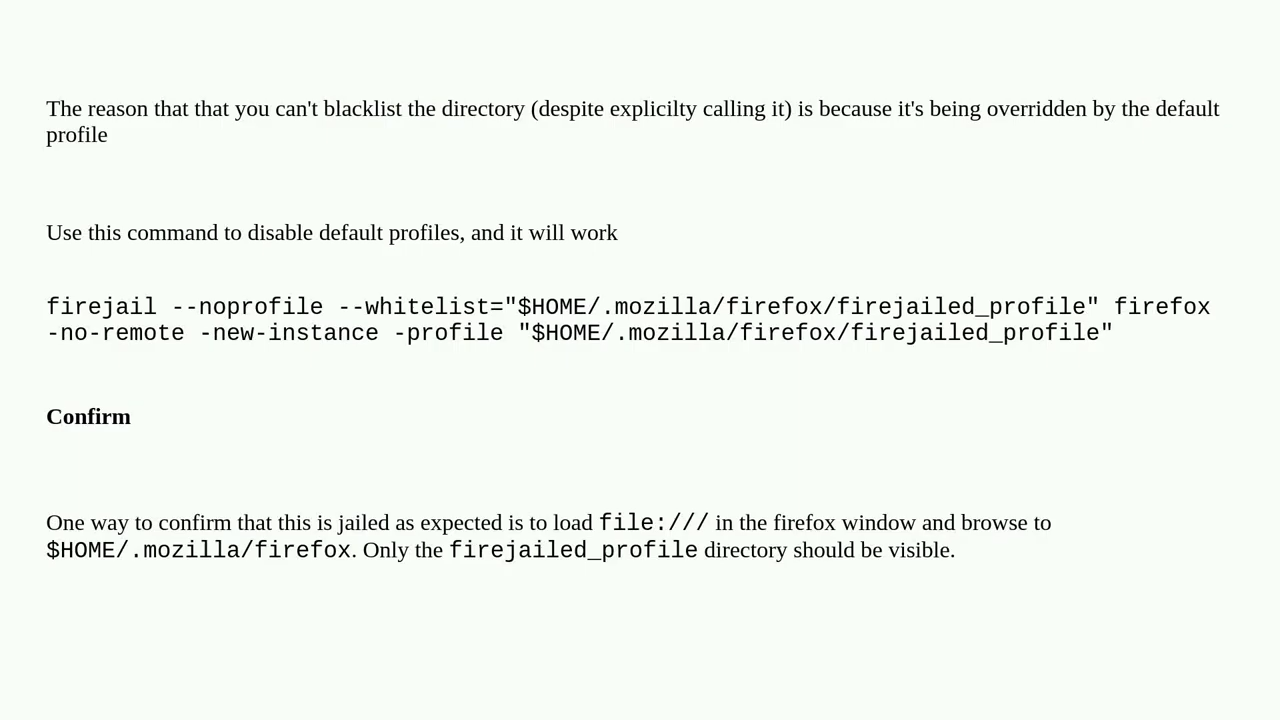 The reason that that you can't blacklist the directory (despite explicilty calling it) is because it's being overridden by the default
profile
Use this command to disable default profiles, and it will work
firejail --noprofile --whitelist="$HOME/.mozilla/firefox/firejailed_profile" firefox
-no-remote -new-instance -profile "$HOME/.mozilla/firefox/firejailed_profile"
Confirm
One way to confirm that this is jailed as expected is to load file:/// in the firefox window and browse to
$HOME/.mozilla/firefox. Only the firejailed_profile directory should be visible.